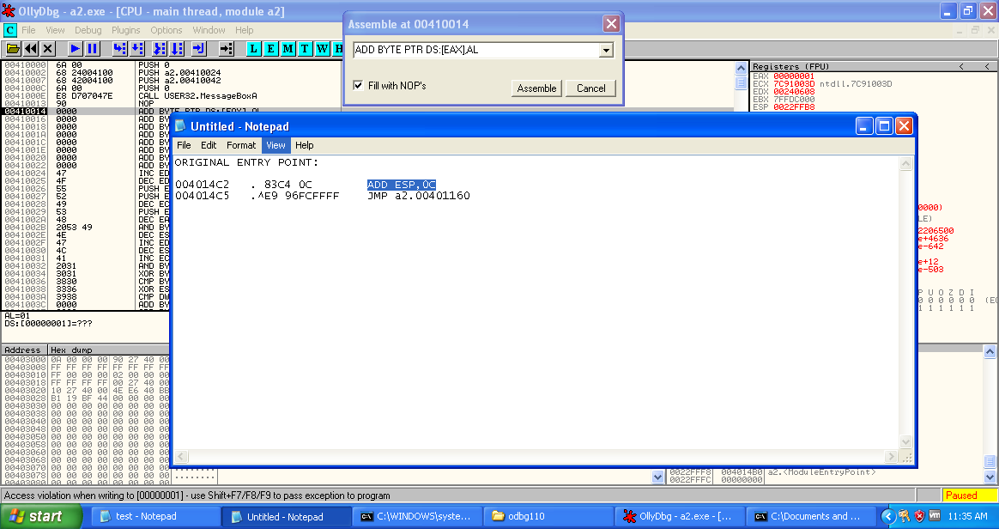 OllyDbg - a2.exe - [CPU - main thread, module a2]
C File View Debug Plugins Options Window Help
L E M T W H
Assemble at 00410014
ADD BYTE PTR DS:[EAX],AL
Fill with NOP's
Assemble Cancel
00410000 6A 00 PUSH 0
00410002 68 24004100 PUSH a2.00410024
00410007 68 42004100 PUSH a2.00410042
0041000C 6A 00 PUSH 0
0041000E E8 D707047E CALL USER32.MessageBoxA
00410013 90 NOP
00410014 0000 ADD BYTE PTR DS:[EAX],AL
00410016 0000 ADD BY
00410018 0000 ADD BY
0041001A 0000 ADD BY
0041001C 0000 ADD BY
0041001E 0000 ADD BY
00410020 0000 ADD BY
00410022 0000 ADD BY
00410024 47 INC ED
00410025 4F DEC ED
00410026 55 PUSH E
00410027 52 PUSH E
00410028 49 DEC EC
00410029 53 PUSH E
0041002A 48 DEC EA
0041002B 2053 49 AND BY
0041002E 4E DEC ES
0041002F 47 INC ED
00410030 4C DEC ES
00410031 41 INC EC
00410032 2031 AND BY
00410034 3031 XOR BY
00410036 3830 CMP BY
00410038 3336 XOR ES
0041003A 3938 CMP DW
0041003C 0000 ADD BY
Registers (FPU) < <
EAX 00000001
ECX 7C91003D ntdll.7C91003D
EDX 00240608
EBX 7FFDC000
ESP 0022FFB8
0000)
LE)
2206500
e+4636
e-642
e+12
e-503
P U O Z D I
0 0 0 0 0 0 (EQ
1 1 1 1 1 1
Untitled - Notepad
File Edit Format View Help
ORIGINAL ENTRY POINT:
004014C2 . 83C4 0C ADD ESP,0C
004014C5 .^E9 96FCFFFF JMP a2.00401160
AL=01
DS:[00000001]=???
Address Hex dump
00403000 0A 00 00 00 90 27 40 00
00403008 FF FF FF FF FF FF FF FF
00403010 FF 00 00 00 02 00 00 00
00403018 FF FF FF FF 00 27 40 00
00403020 10 27 40 00 4E E6 40 BB
00403028 B1 19 BF 44 00 00 00 00
00403030 00 00 00 00 00 00 00 00
00403038 00 00 00 00 00 00 00 00
00403040 00 00 00 00 00 00 00 00
00403048 00 00 00 00 00 00 00 00
00403050 00 00 00 00 00 00 00 00
00403058 00 00 00 00 00 00 00 00
00403060 00 00 00 00 00 00 00 00
00403068 00 00 00 00 00 00 00 00
00403070 00 00 00 00 00 00 00 00
00403078 00 00 00 00 00 00 00 00 ........
00403080 00 00 00 00 00 00 00 00
0022FFF8 004014B0 a2.<ModuleEntryPoint>
0022FFFC 00000000
Access violation when writing to [00000001] - use Shift+F7/F8/F9 to pass exception to program
Paused
start test - Notepad Untitled - Notepad C:\WINDOWS\syste... odbg110 OllyDbg - a2.exe - [... C:\Documents and ... 11:35 AM